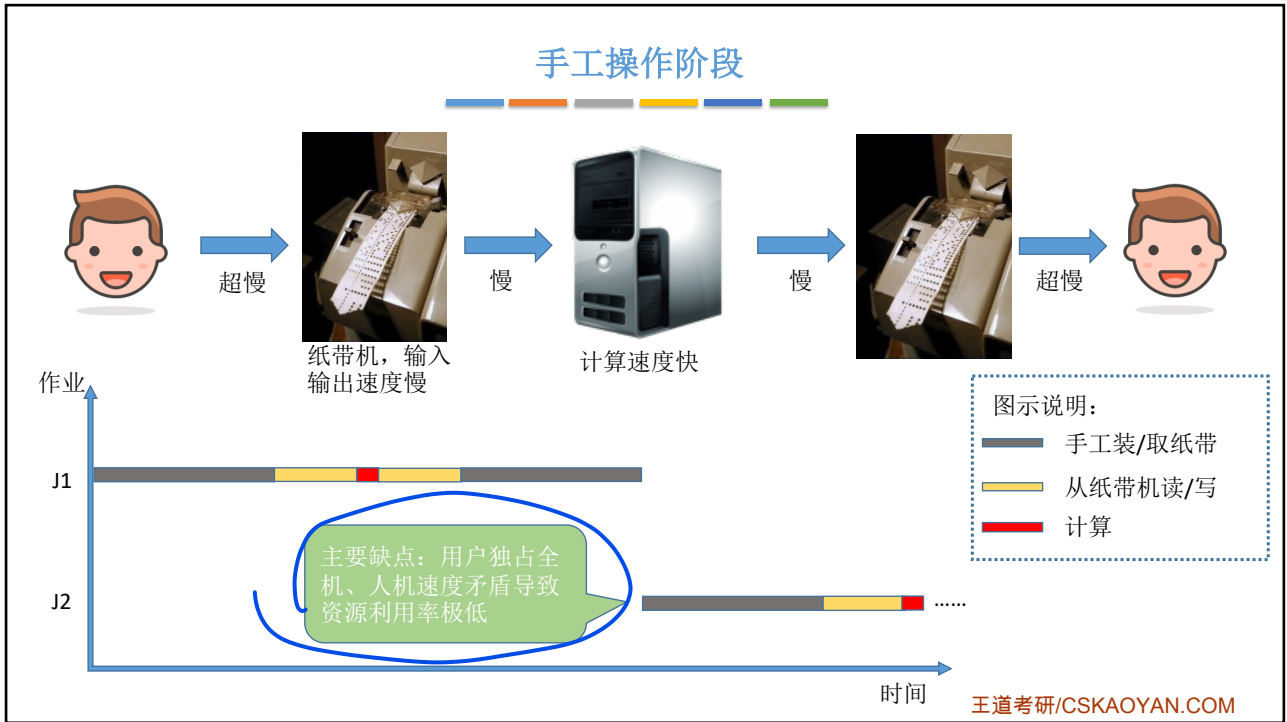 手工操作阶段
超慢
慢
慢
超慢
纸带机，输入
输出速度慢
计算速度快
作业
图示说明：
手工装/取纸带
从纸带机读/写
计算
J1
主要缺点：用户独占全
机、人机速度矛盾导致
资源利用率极低
J2
......
时间
王道考研/CSKAOYAN.COM